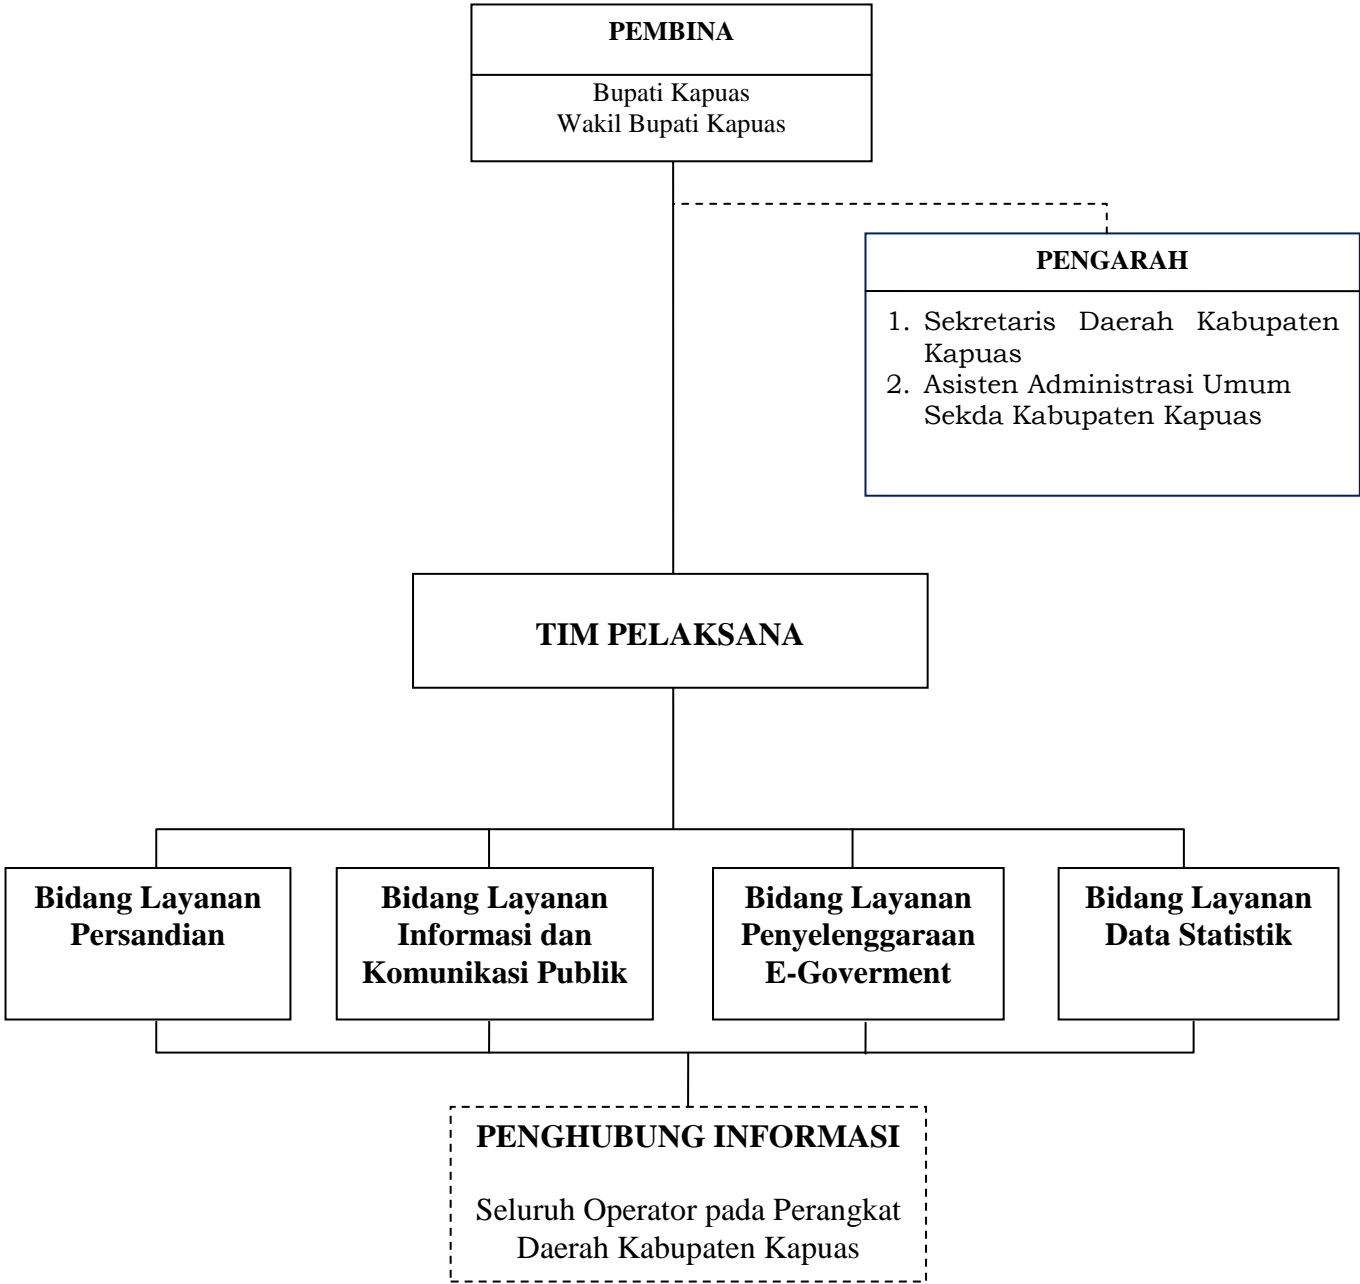 PEMBINA
Bupati Kapuas
Wakil Bupati Kapuas
PENGARAH
1. Sekretaris Daerah Kabupaten
Kapuas
2. Asisten Administrasi Umum
Sekda Kabupaten Kapuas
TIM PELAKSANA
Bidang Layanan
Persandian
Bidang Layanan
Informasi dan
Komunikasi Publik
Bidang Layanan
Penyelenggaraan
E-Goverment
Bidang Layanan
Data Statistik
PENGHUBUNG INFORMASI
Seluruh Operator pada Perangkat
Daerah Kabupaten Kapuas